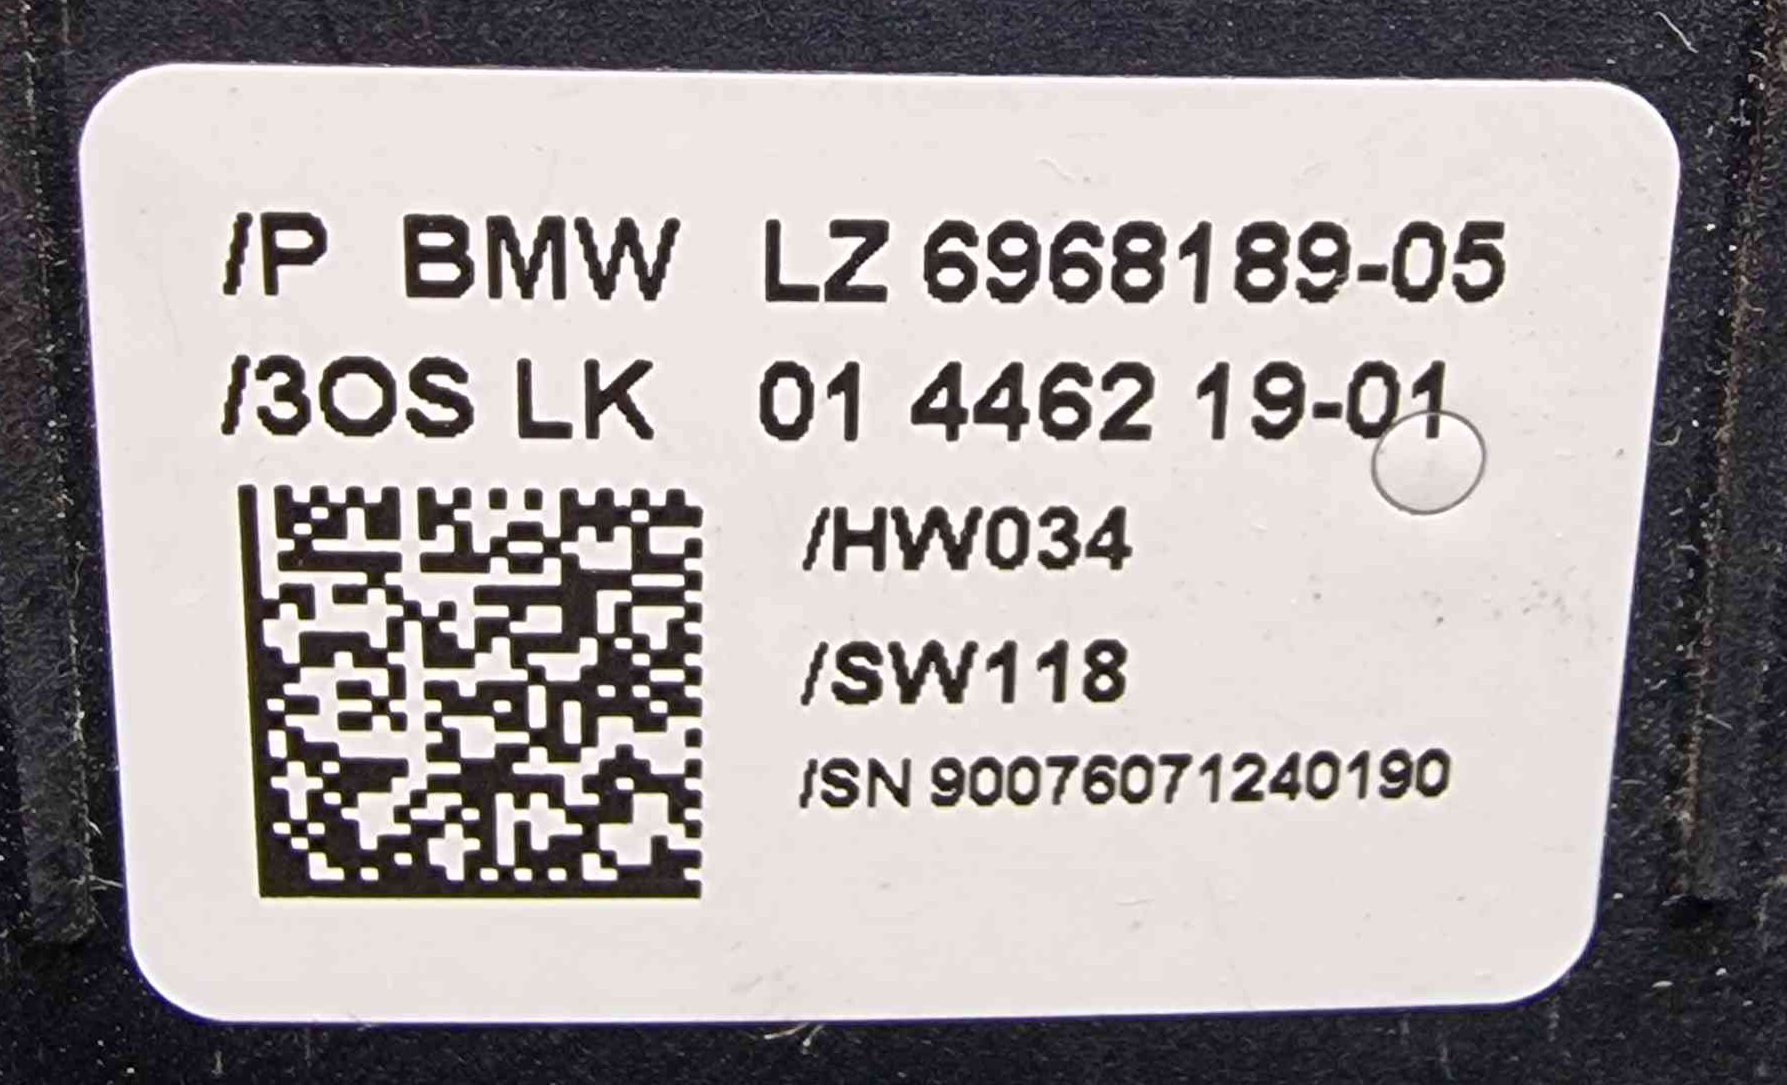 /P BMW LZ 6968189-05
/3OS LK 01 4462 19-01
/HW034
/SW118
/SN 90076071240190